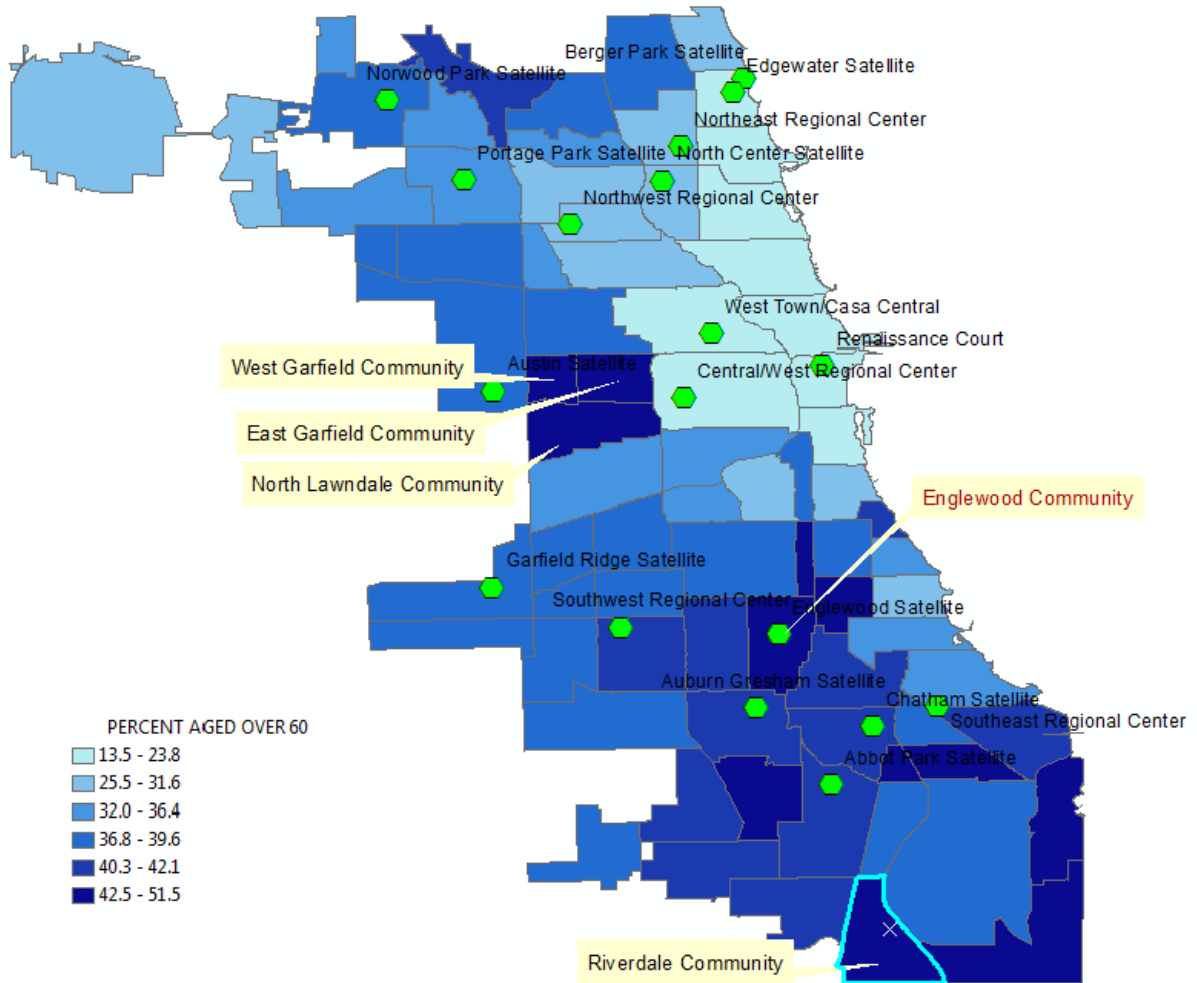 Berger Park Satellite
Edgewater Satellite
Norwood Park Satellite
Northeast Regional Center
Portage Park Satellite
North Center Satellite
Northwest Regional Center
West Town/Casa Central
Renaissance Court
West Garfield Community
Austin Satellite
Central/West Regional Center
East Garfield Community
North Lawndale Community
Englewood Community
Garfield Ridge Satellite
Southwest Regional Center
Englewood Satellite
Auburn Gresham Satellite
Chatham Satellite
Southeast Regional Center
Abbot Park Satellite
PERCENT AGED OVER 60
13.5 - 23.8
25.5 - 31.6
32.0 - 36.4
36.8 - 39.6
40.3 - 42.1
42.5 - 51.5
Riverdale Community